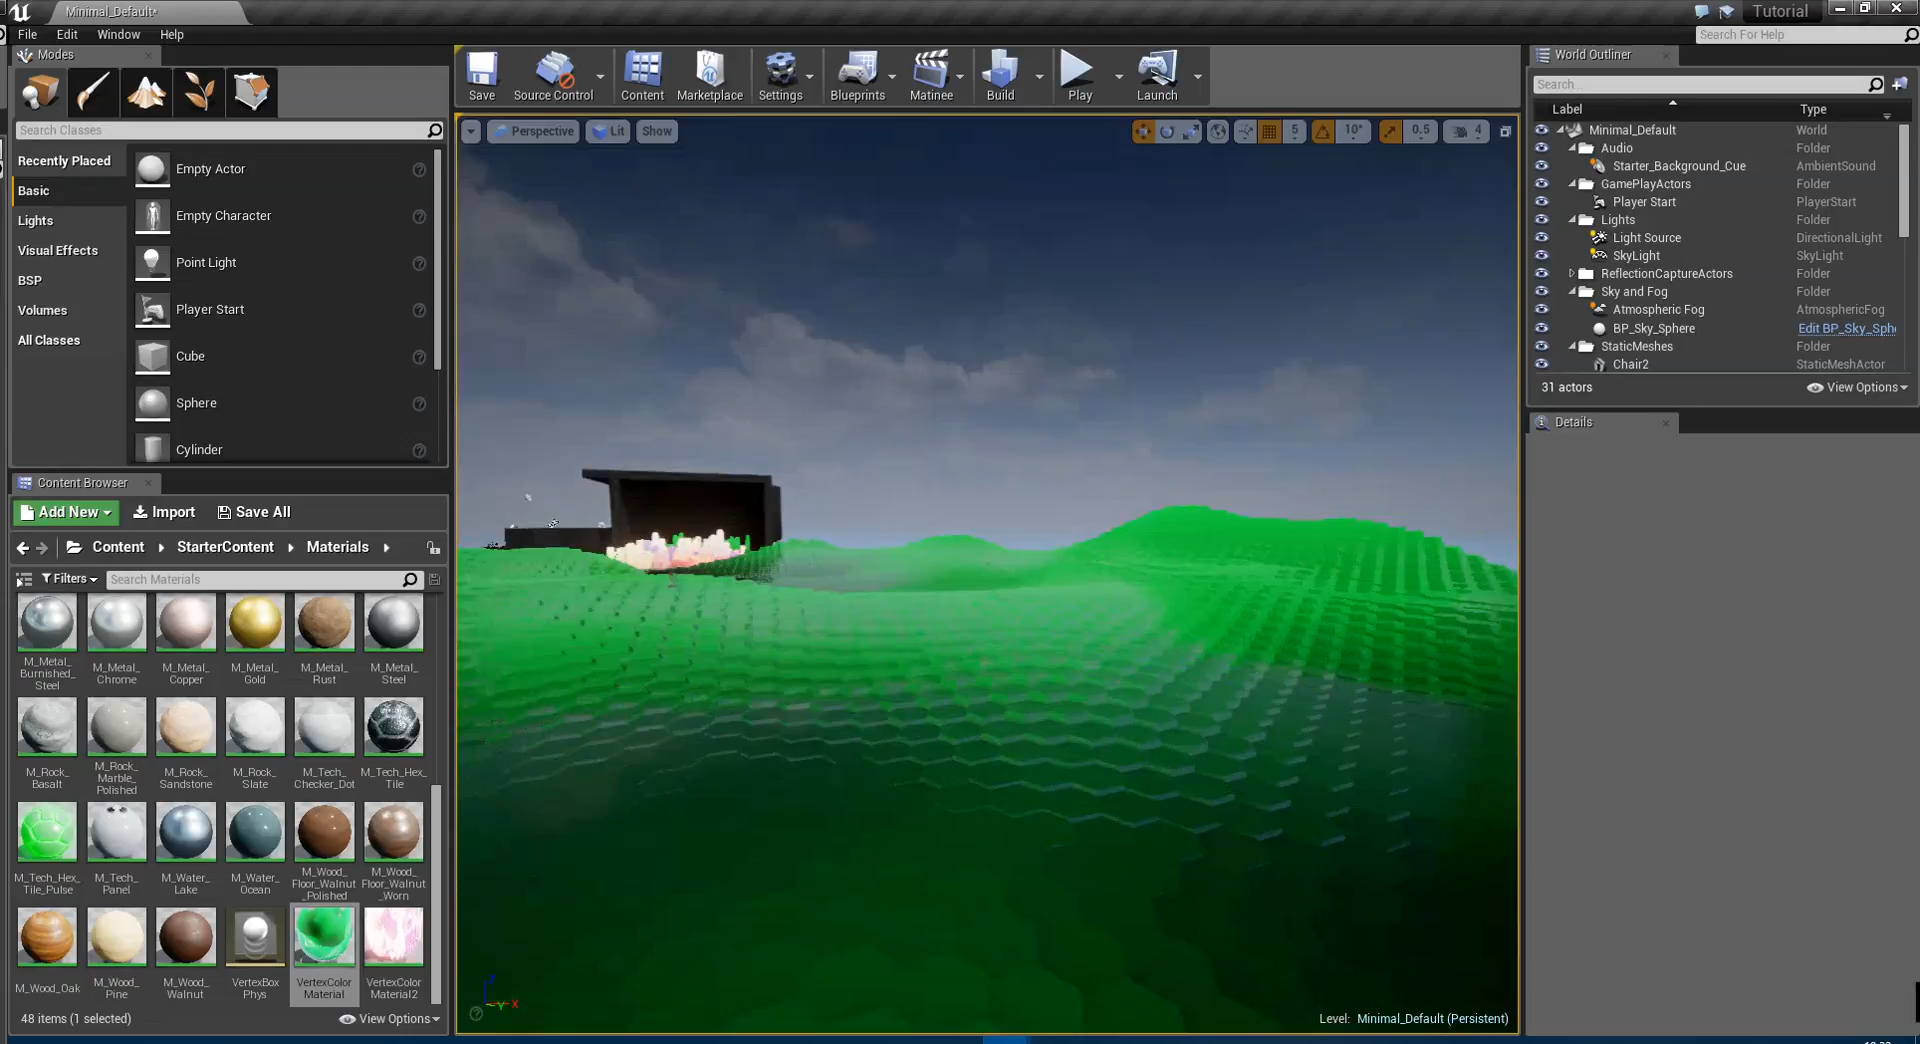 Minimal_Default*
Tutorial
File Edit Window Help
Search For Help
Modes
Save Source Control Content Marketplace Settings Blueprints Matinee Build Play Launch
World Outliner
Search Classes
Search...
Label Type
Recently Placed
Basic
Lights
Visual Effects
BSP
Volumes
All Classes
Empty Actor
Empty Character
Point Light
Player Start
Cube
Sphere
Cylinder
Perspective Lit Show
5 10° 0.5 4
Minimal_Default World
Audio Folder
Starter_Background_Cue AmbientSound
GamePlayActors Folder
Player Start PlayerStart
Lights Folder
Light Source DirectionalLight
SkyLight SkyLight
ReflectionCaptureActors Folder
Sky and Fog Folder
Atmospheric Fog AtmosphericFog
BP_Sky_Sphere Edit BP_Sky_Sph
StaticMeshes Folder
Chair2 StaticMeshActor
31 actors View Options
Details
Content Browser
Add New Import Save All
Content StarterContent Materials
Filters Search Materials
M_Metal_
Burnished_
Steel
M_Metal_
Chrome
M_Metal_
Copper
M_Metal_
Gold
M_Metal_
Rust
M_Metal_
Steel
M_Rock_
Basalt
M_Rock_
Marble_
Polished
M_Rock_
Sandstone
M_Rock_
Slate
M_Tech_
Checker_Dot
M_Tech_Hex_
Tile
M_Tech_Hex_
Tile_Pulse
M_Tech_
Panel
M_Water_
Lake
M_Water_
Ocean
M_Wood_
Floor_Walnut
_Polished
M_Wood_
Floor_Walnut
_Worn
M_Wood_Oak
M_Wood_
Pine
M_Wood_
Walnut
VertexBox
Phys
VertexColor
Material
VertexColor
Material2
48 items (1 selected) View Options
X
Level: Minimal_Default (Persistent)